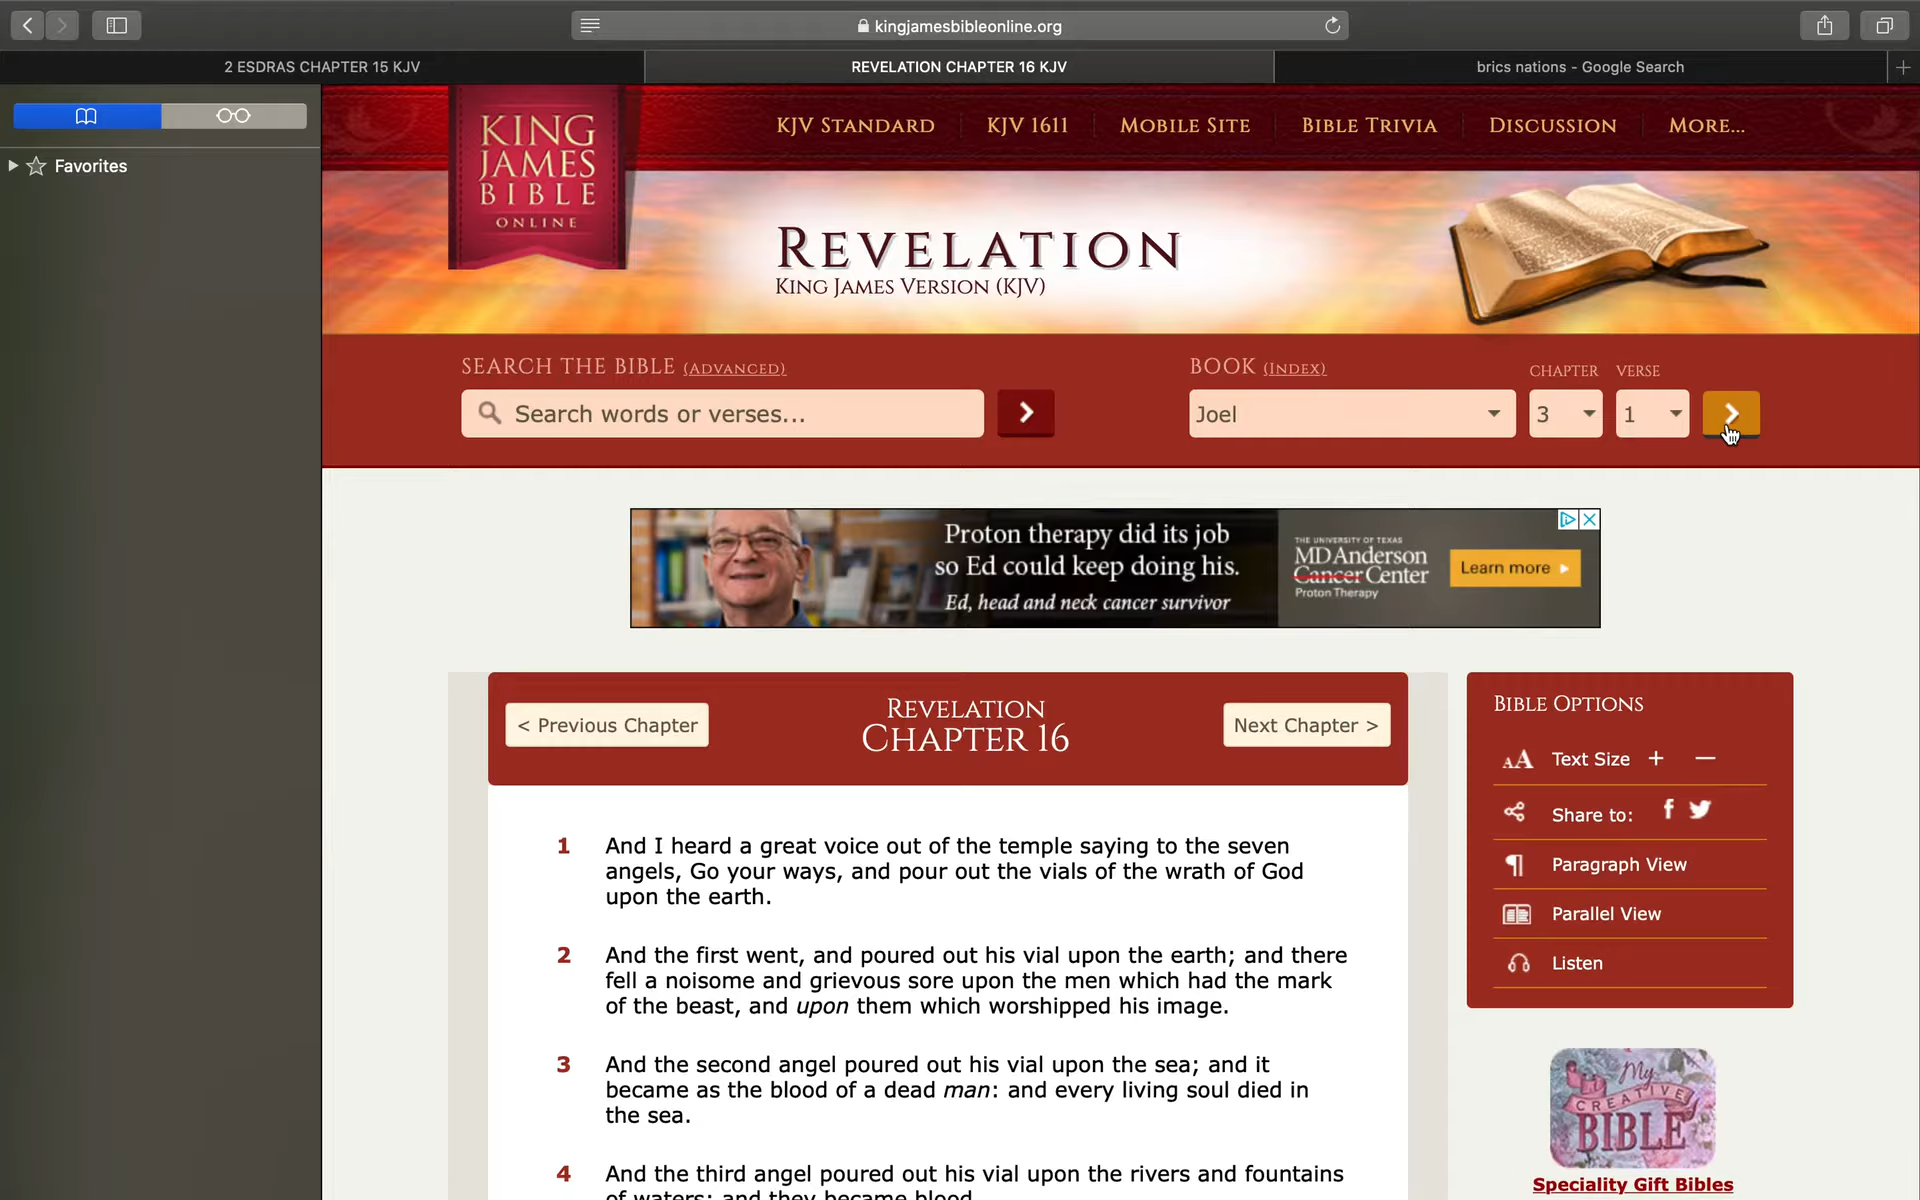 kingjamesbibleonline.org
2 ESDRAS CHAPTER 15 KJV
REVELATION CHAPTER 16 KJV
brics nations - Google Search
Favorites
KING
JAMES
BIBLE
ONLINE
KJV STANDARD
KJV 1611
MOBILE SITE
BIBLE TRIVIA
DISCUSSION
MORE...
REVELATION
KING JAMES VERSION (KJV)
SEARCH THE BIBLE (ADVANCED)
BOOK (INDEX)
CHAPTER
VERSE
Search words or verses...
Joel
3
1
Proton therapy did its job
so Ed could keep doing his.
Ed, head and neck cancer survivor
THE UNIVERSITY OF TEXAS
MD Anderson
Cancer Center
Proton Therapy
Learn more
< Previous Chapter
REVELATION
CHAPTER 16
Next Chapter >
1 And I heard a great voice out of the temple saying to the seven
angels, Go your ways, and pour out the vials of the wrath of God
upon the earth.
2 And the first went, and poured out his vial upon the earth; and there
fell a noisome and grievous sore upon the men which had the mark
of the beast, and upon them which worshipped his image.
3 And the second angel poured out his vial upon the sea; and it
became as the blood of a dead man: and every living soul died in
the sea.
4 And the third angel poured out his vial upon the rivers and fountains
of waters; and they became blood.
BIBLE OPTIONS
AA Text Size + —
Share to: f
Paragraph View
Parallel View
Listen
My
CREATIVE
BIBLE
Speciality Gift Bibles